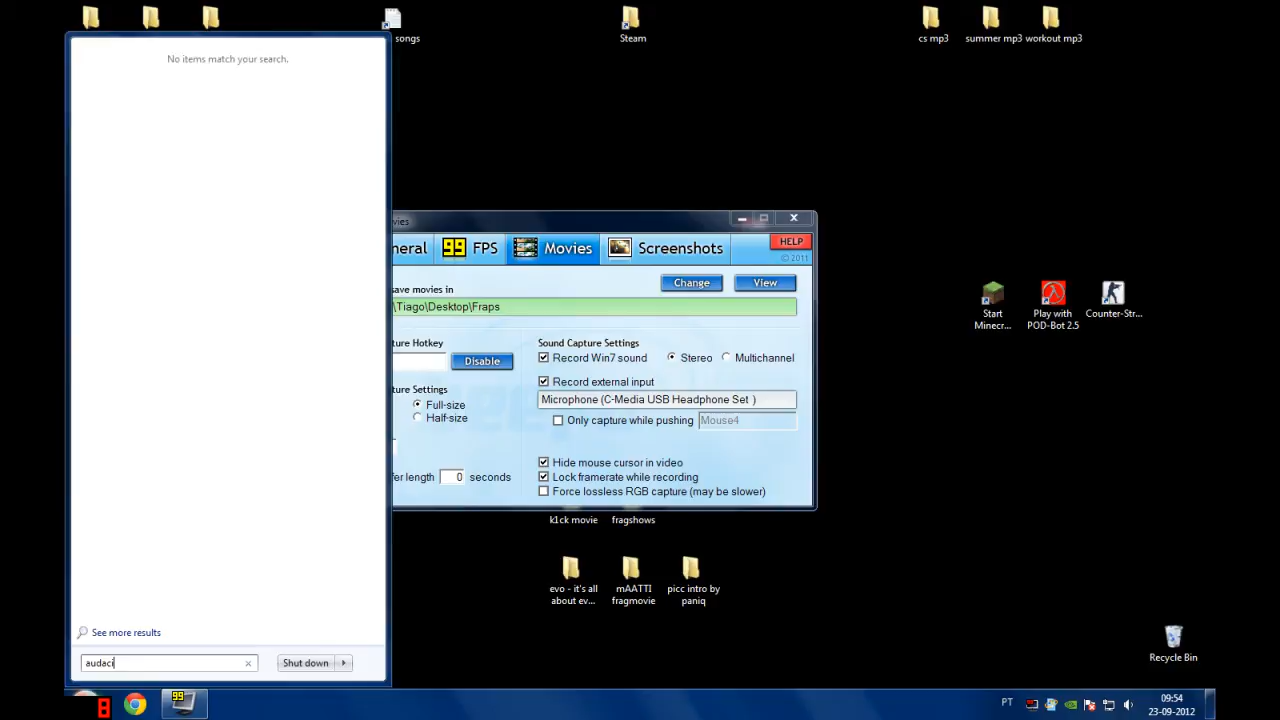 songs
Steam
cs mp3
summer mp3
workout mp3
No items match your search.
See more results
audaci
Shut down
vies
neral
99 FPS
Movies
Screenshots
HELP
© 2011
save movies in
Change
View
\Tiago\Desktop\Fraps
ture Hotkey
Disable
ture Settings
Full-size
Half-size
fer length 0 seconds
Sound Capture Settings
Record Win7 sound
Stereo
Multichannel
Record external input
Microphone (C-Media USB Headphone Set )
Only capture while pushing Mouse4
Hide mouse cursor in video
Lock framerate while recording
Force lossless RGB capture (may be slower)
Start
Minecr...
Play with
POD-Bot 2.5
Counter-Str...
k1ck movie
fragshows
evo - it's all
about ev...
mAATTI
fragmovie
picc intro by
paniq
Recycle Bin
8
99
PT
09:54
23-09-2012